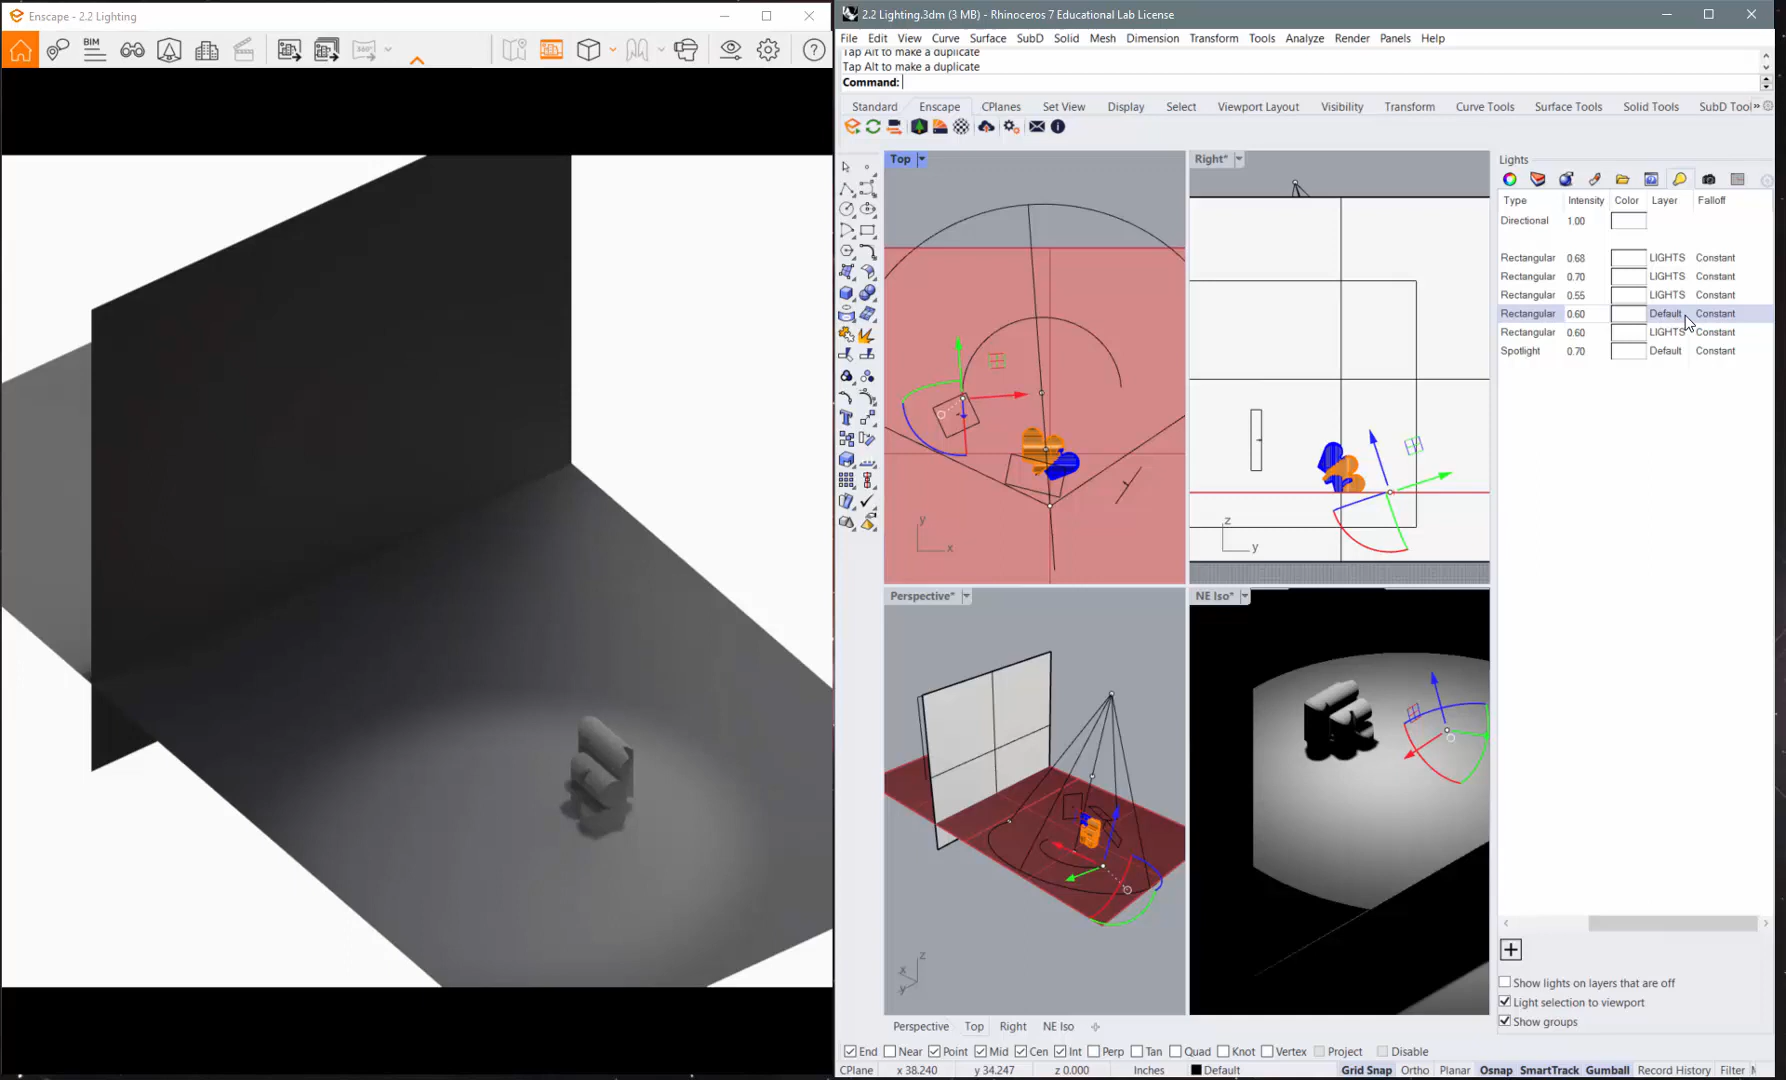 Enscape - 2.2 Lighting
BIM
360°
2.2 Lighting.3dm (3 MB) - Rhinoceros 7 Educational Lab License
File Edit View Curve Surface SubD Solid Mesh Dimension Transform Tools Analyze Render Panels Help
Tap Alt to make a duplicate
Tap Alt to make a duplicate
Command:
Standard Enscape CPlanes Set View Display Select Viewport Layout Visibility Transform Curve Tools Surface Tools Solid Tools SubD Tool »
Top
Right*
y
x
z
y
Perspective*
NE Iso*
z
x
y
Lights
Type Intensity Color Layer Falloff
Directional 1.00
Rectangular 0.68 LIGHTS Constant
Rectangular 0.70 LIGHTS Constant
Rectangular 0.55 LIGHTS Constant
Rectangular 0.60 Default Constant
Rectangular 0.60 LIGHTS Constant
Spotlight 0.70 Default Constant
Show lights on layers that are off
Light selection to viewport
Show groups
Perspective Top Right NE Iso
End Near Point Mid Cen Int Perp Tan Quad Knot Vertex Project Disable
CPlane x 38.240 y 34.247 z 0.000 Inches Default Grid Snap Ortho Planar Osnap SmartTrack Gumball Record History Filter